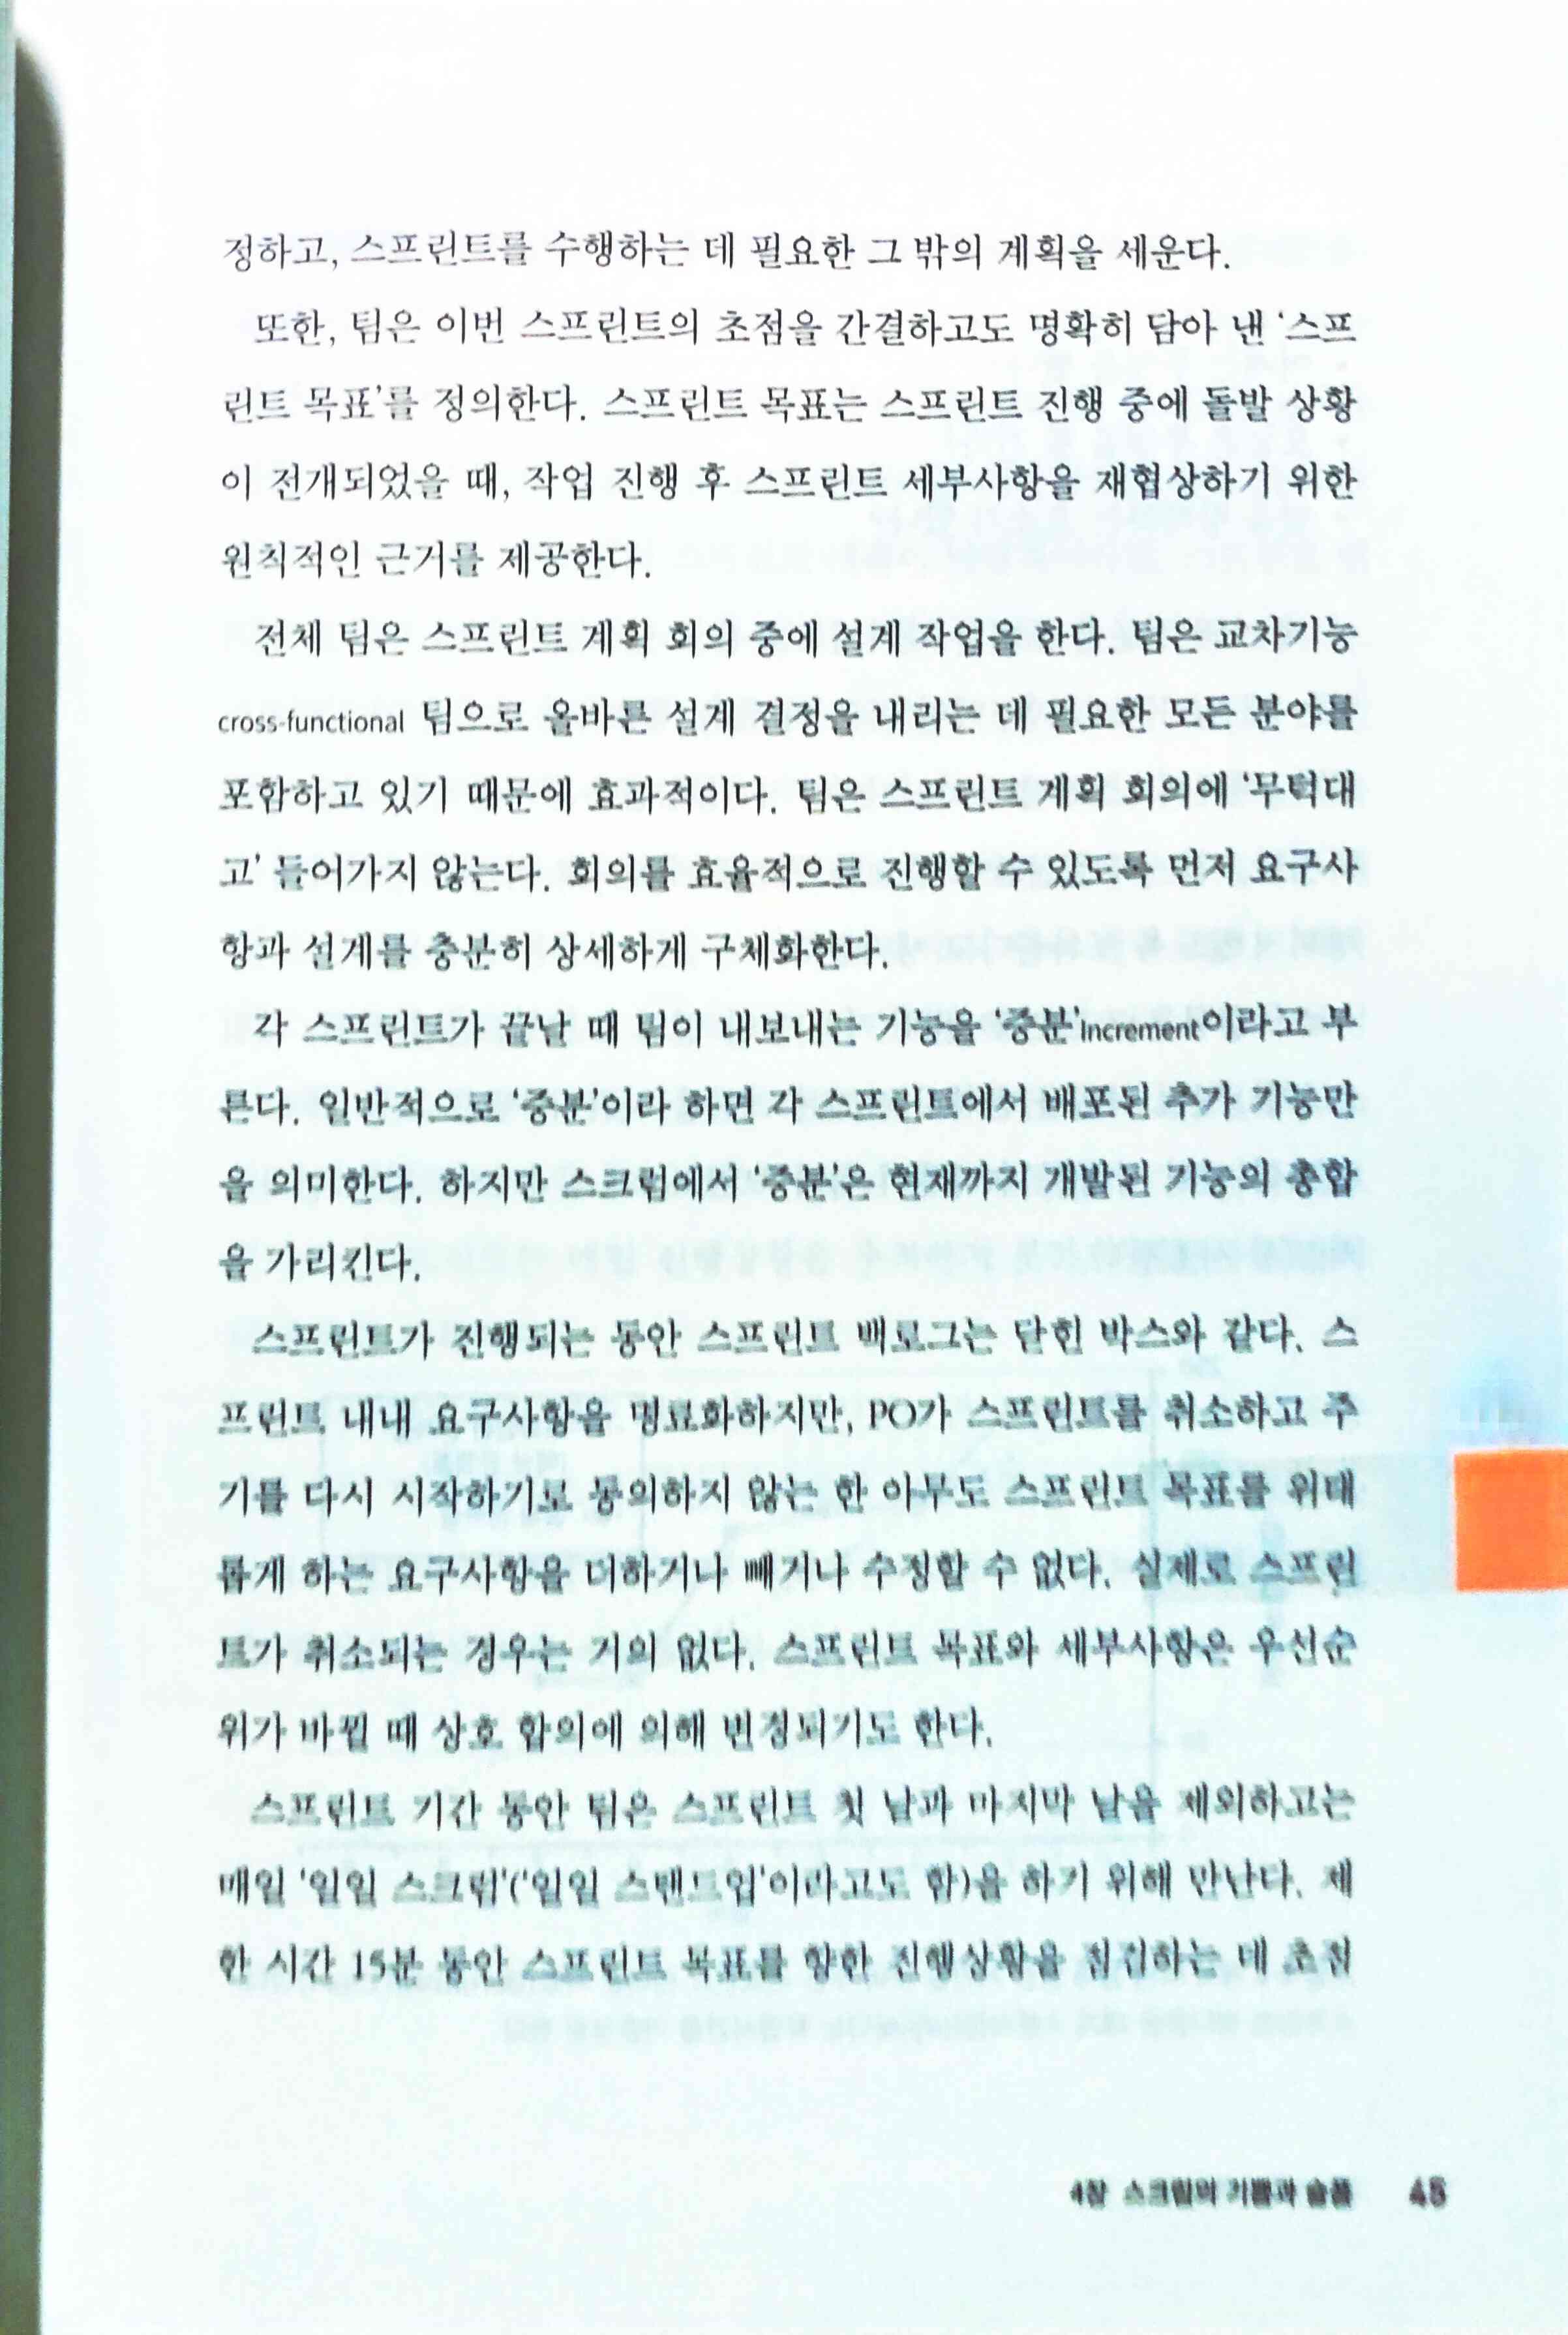 정하고, 스프린트를 수행하는 데 필요한 그 밖의 계획을 세운다.
또한, 팀은 이번 스프린트의 초점을 간결하고도 명확히 담아 낸 ‘스프
린트 목표’를 정의한다. 스프린트 목표는 스프린트 진행 중에 돌발 상황
이 전개되었을 때, 작업 진행 후 스프린트 세부사항을 재협상하기 위한
원칙적인 근거를 제공한다.
전체 팀은 스프린트 계획 회의 중에 설계 작업을 한다. 팀은 교차기능
cross-functional 팀으로 올바른 설계 결정을 내리는 데 필요한 모든 분야를
포함하고 있기 때문에 효과적이다. 팀은 스프린트 계획 회의에 ‘무턱대
고’ 들어가지 않는다. 회의를 효율적으로 진행할 수 있도록 먼저 요구사
항과 설계를 충분히 상세하게 구체화한다.
각 스프린트가 끝날 때 팀이 내보내는 기능을 ‘증분’Increment이라고 부
른다. 일반적으로 ‘증분’이라 하면 각 스프린트에서 배포된 추가 기능만
을 의미한다. 하지만 스크럼에서 ‘증분’은 현재까지 개발된 기능의 총합
을 가리킨다.
스프린트가 진행되는 동안 스프린트 백로그는 닫힌 박스와 같다. 스
프린트 내내 요구사항을 명료화하지만, PO가 스프린트를 취소하고 주
기를 다시 시작하기로 동의하지 않는 한 아무도 스프린트 목표를 위태
롭게 하는 요구사항을 더하거나 빼거나 수정할 수 없다. 실제로 스프린
트가 취소되는 경우는 거의 없다. 스프린트 목표와 세부사항은 우선순
위가 바뀔 때 상호 합의에 의해 변경되기도 한다.
스프린트 기간 동안 팀은 스프린트 첫 날과 마지막 날을 제외하고는
매일 ‘일일 스크럼’(‘일일 스탠드업’이라고도 함)을 하기 위해 만난다. 제
한 시간 15분 동안 스프린트 목표를 향한 진행상황을 점검하는 데 초점
4장 스크럼의 기쁨과 슬픔 45